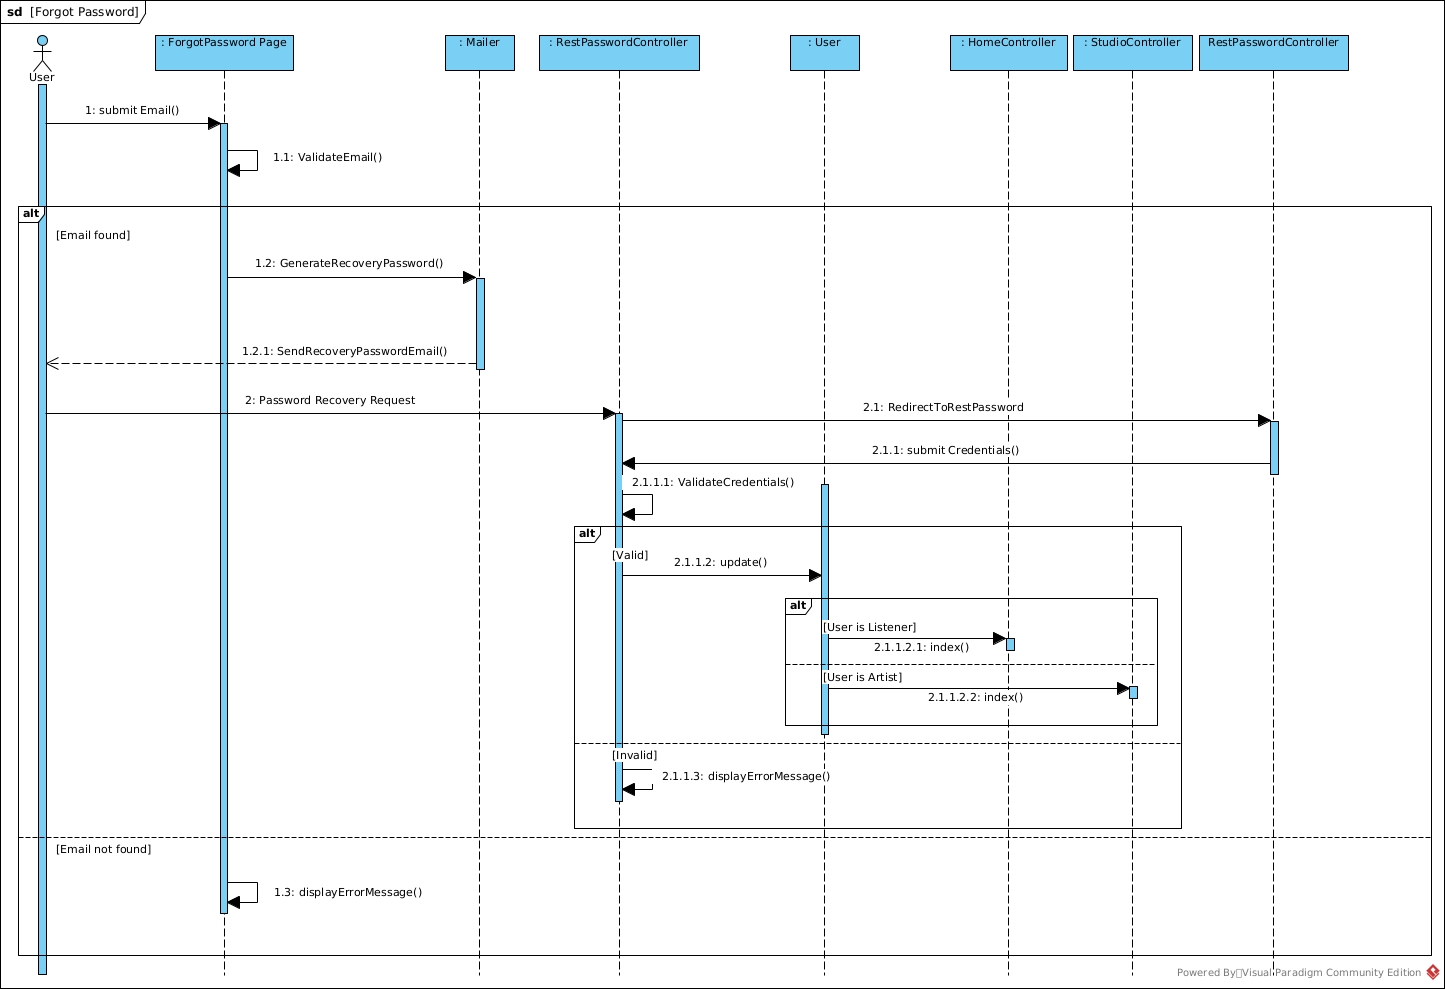 sd [Forgot Password]
User
: ForgotPassword Page
: Mailer
: RestPasswordController
: User
: HomeController
: StudioController
RestPasswordController
1: submit Email()
1.1: ValidateEmail()
alt
[Email found]
1.2: GenerateRecoveryPassword()
1.2.1: SendRecoveryPasswordEmail()
2: Password Recovery Request
2.1: RedirectToRestPassword
2.1.1: submit Credentials()
2.1.1.1: ValidateCredentials()
alt
[Valid]
2.1.1.2: update()
alt
[User is Listener]
2.1.1.2.1: index()
[User is Artist]
2.1.1.2.2: index()
[Invalid]
2.1.1.3: displayErrorMessage()
[Email not found]
1.3: displayErrorMessage()
Powered By Visual Paradigm Community Edition